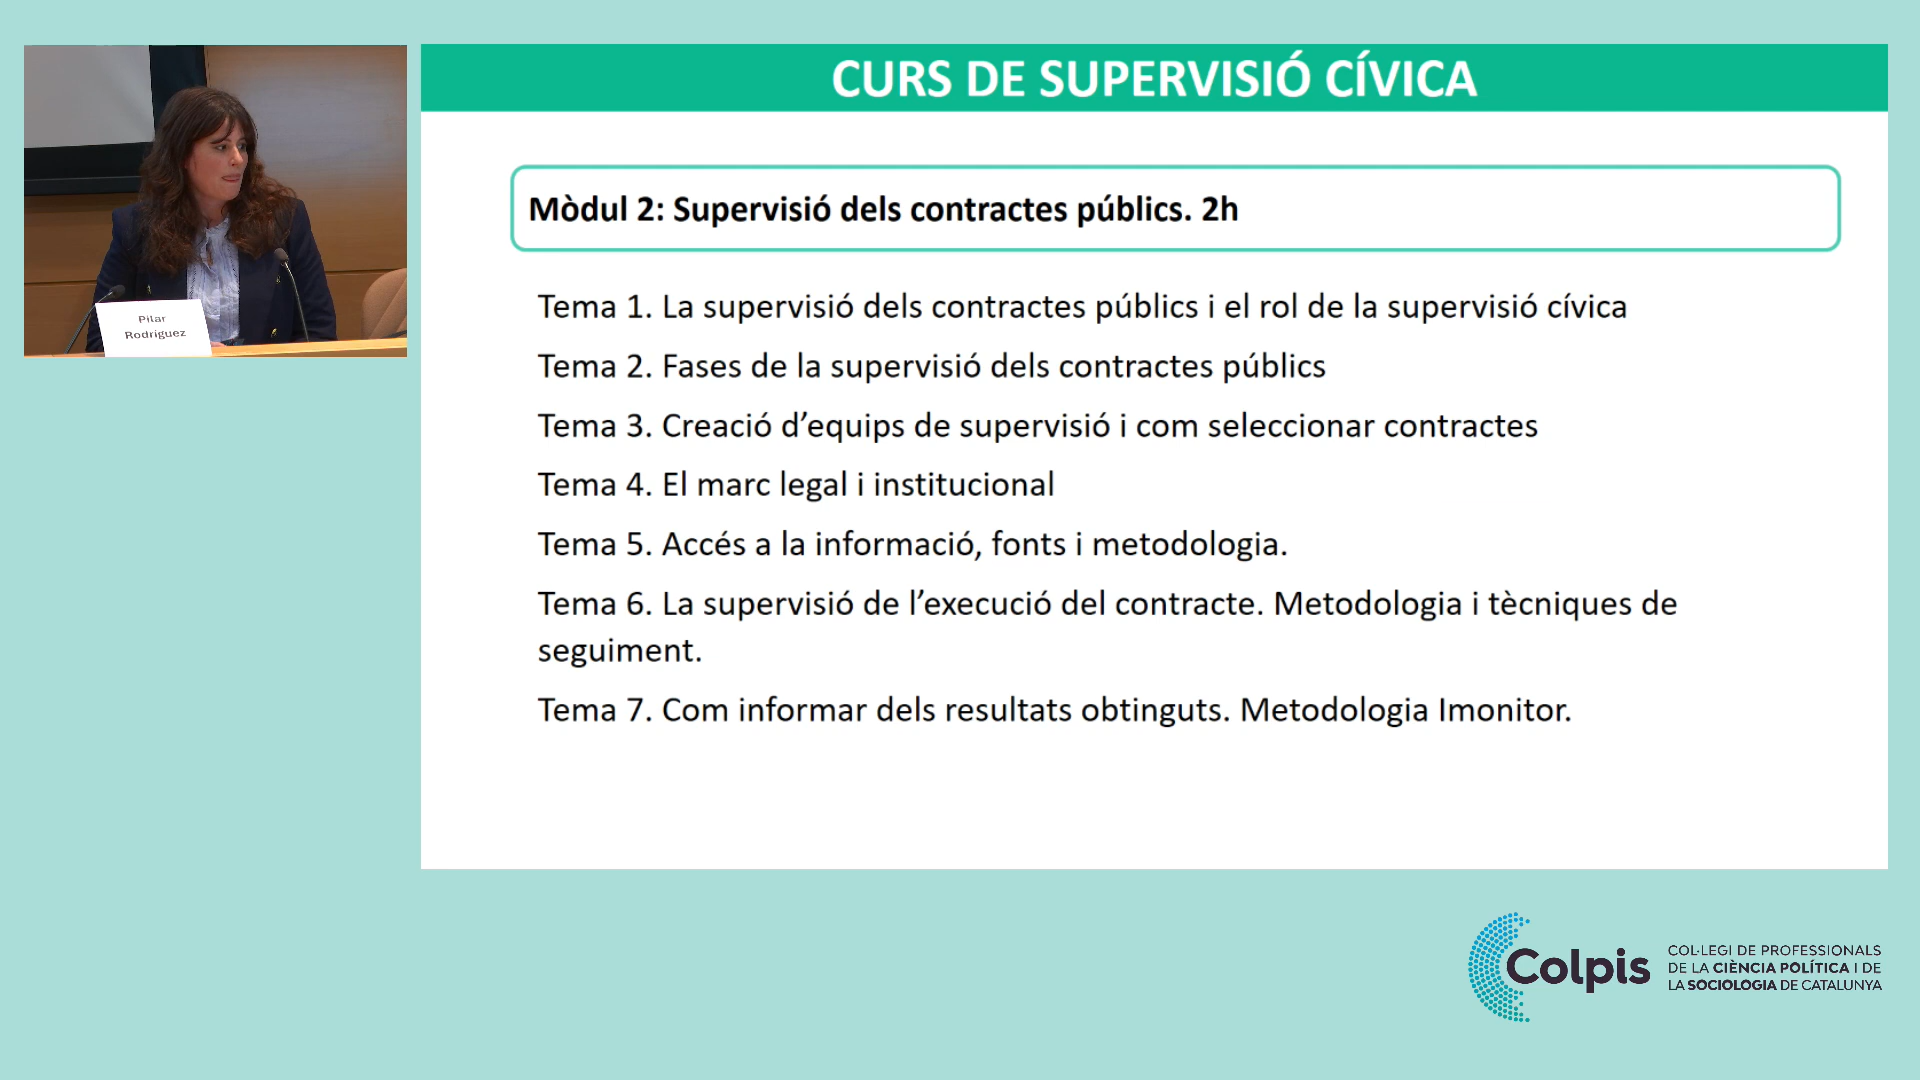 CURS DE SUPERVISIÓ CÍVICA
Mòdul 2: Supervisió dels contractes públics. 2h
Tema 1. La supervisió dels contractes públics i el rol de la supervisió cívica
Tema 2. Fases de la supervisió dels contractes públics
Tema 3. Creació d’equips de supervisió i com seleccionar contractes
Tema 4. El marc legal i institucional
Tema 5. Accés a la informació, fonts i metodologia.
Tema 6. La supervisió de l’execució del contracte. Metodologia i tècniques de
seguiment.
Tema 7. Com informar dels resultats obtinguts. Metodologia Imonitor.
Pilar
Rodríguez
Colpis
COL·LEGI DE PROFESSIONALS
DE LA CIÈNCIA POLÍTICA I DE
LA SOCIOLOGIA DE CATALUNYA